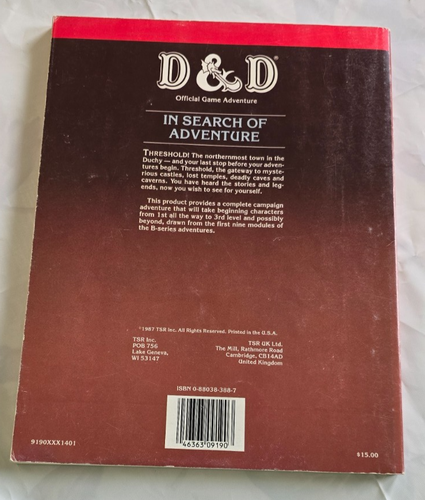 D&D®
Official Game Adventure
IN SEARCH OF
ADVENTURE
THRESHOLD! The northernmost town in the
Duchy — and your last stop before your adven-
tures begin. Threshold, the gateway to myste-
rious castles, lost temples, deadly caves and
caverns. You have heard the stories and leg-
ends, now you wish to see for yourself.
This product provides a complete campaign
adventure that will take beginning characters
from 1st all the way to 3rd level and possibly
beyond, drawn from the first nine modules of
the B-series adventures.
©1987 TSR Inc. All Rights Reserved. Printed in the U.S.A.
TSR Inc.
POB 756
Lake Geneva,
WI 53147
TSR UK Ltd.
The Mill, Rathmore Road
Cambridge, CB14AD
United Kingdom
ISBN 0-88038-388-7
46363 09190
9190XXX1401
$15.00